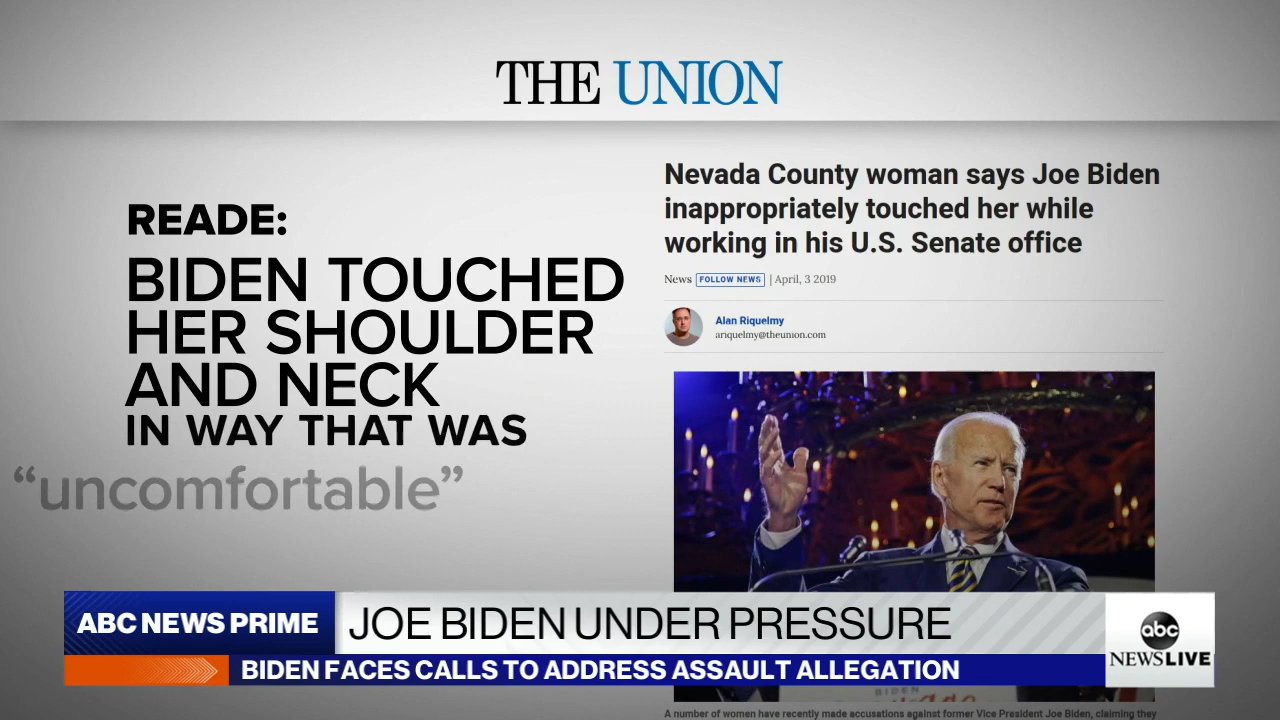 THE UNION
READE:
BIDEN TOUCHED
HER SHOULDER
AND NECK
IN WAY THAT WAS
“uncomfortable”
Nevada County woman says Joe Biden
inappropriately touched her while
working in his U.S. Senate office
News FOLLOW NEWS | April, 3 2019
Alan Riquelmy
ariquelmy@theunion.com
ABC NEWS PRIME
JOE BIDEN UNDER PRESSURE
BIDEN FACES CALLS TO ADDRESS ASSAULT ALLEGATION
abc
NEWSLIVE
BIDEN
A number of women have recently made accusations against former Vice President Joe Biden, claiming they